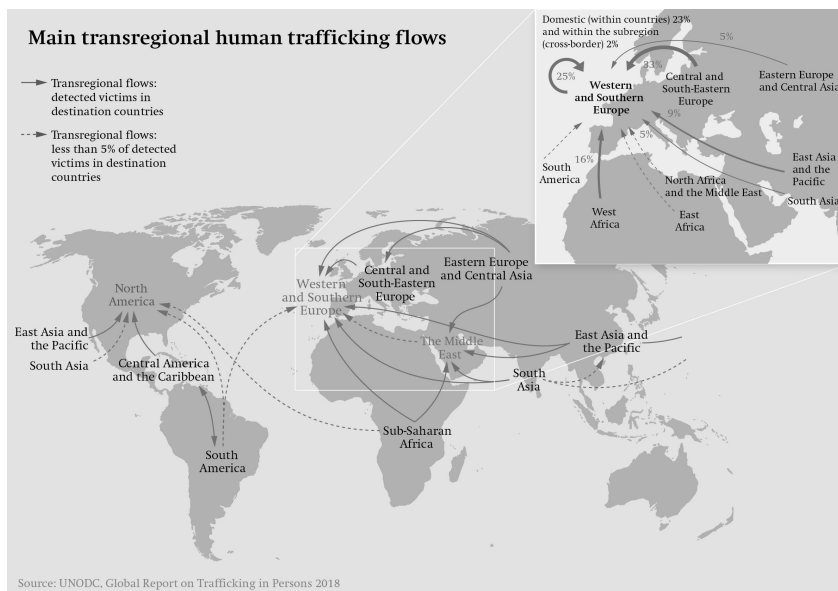 Main transregional human trafficking flows
Transregional flows:
detected victims in
destination countries
Transregional flows:
less than 5% of detected
victims in destination
countries
Domestic (within countries) 23%
and within the subregion
(cross-border) 2%
5%
25%
33%
Western
and Southern
Europe
Central and
South-Eastern
Europe
Eastern Europe
and Central Asia
9%
5%
16%
South
America
North Africa
and the Middle East
East Asia
and the
Pacific
South Asia
West
Africa
East
Africa
North
America
Western
and Southern
Europe
Central and
South-Eastern
Europe
Eastern Europe
and Central Asia
East Asia and
the Pacific
South Asia
Central America
and the Caribbean
The Middle
East
East Asia and
the Pacific
South
Asia
Sub-Saharan
Africa
South
America
Source: UNODC, Global Report on Trafficking in Persons 2018